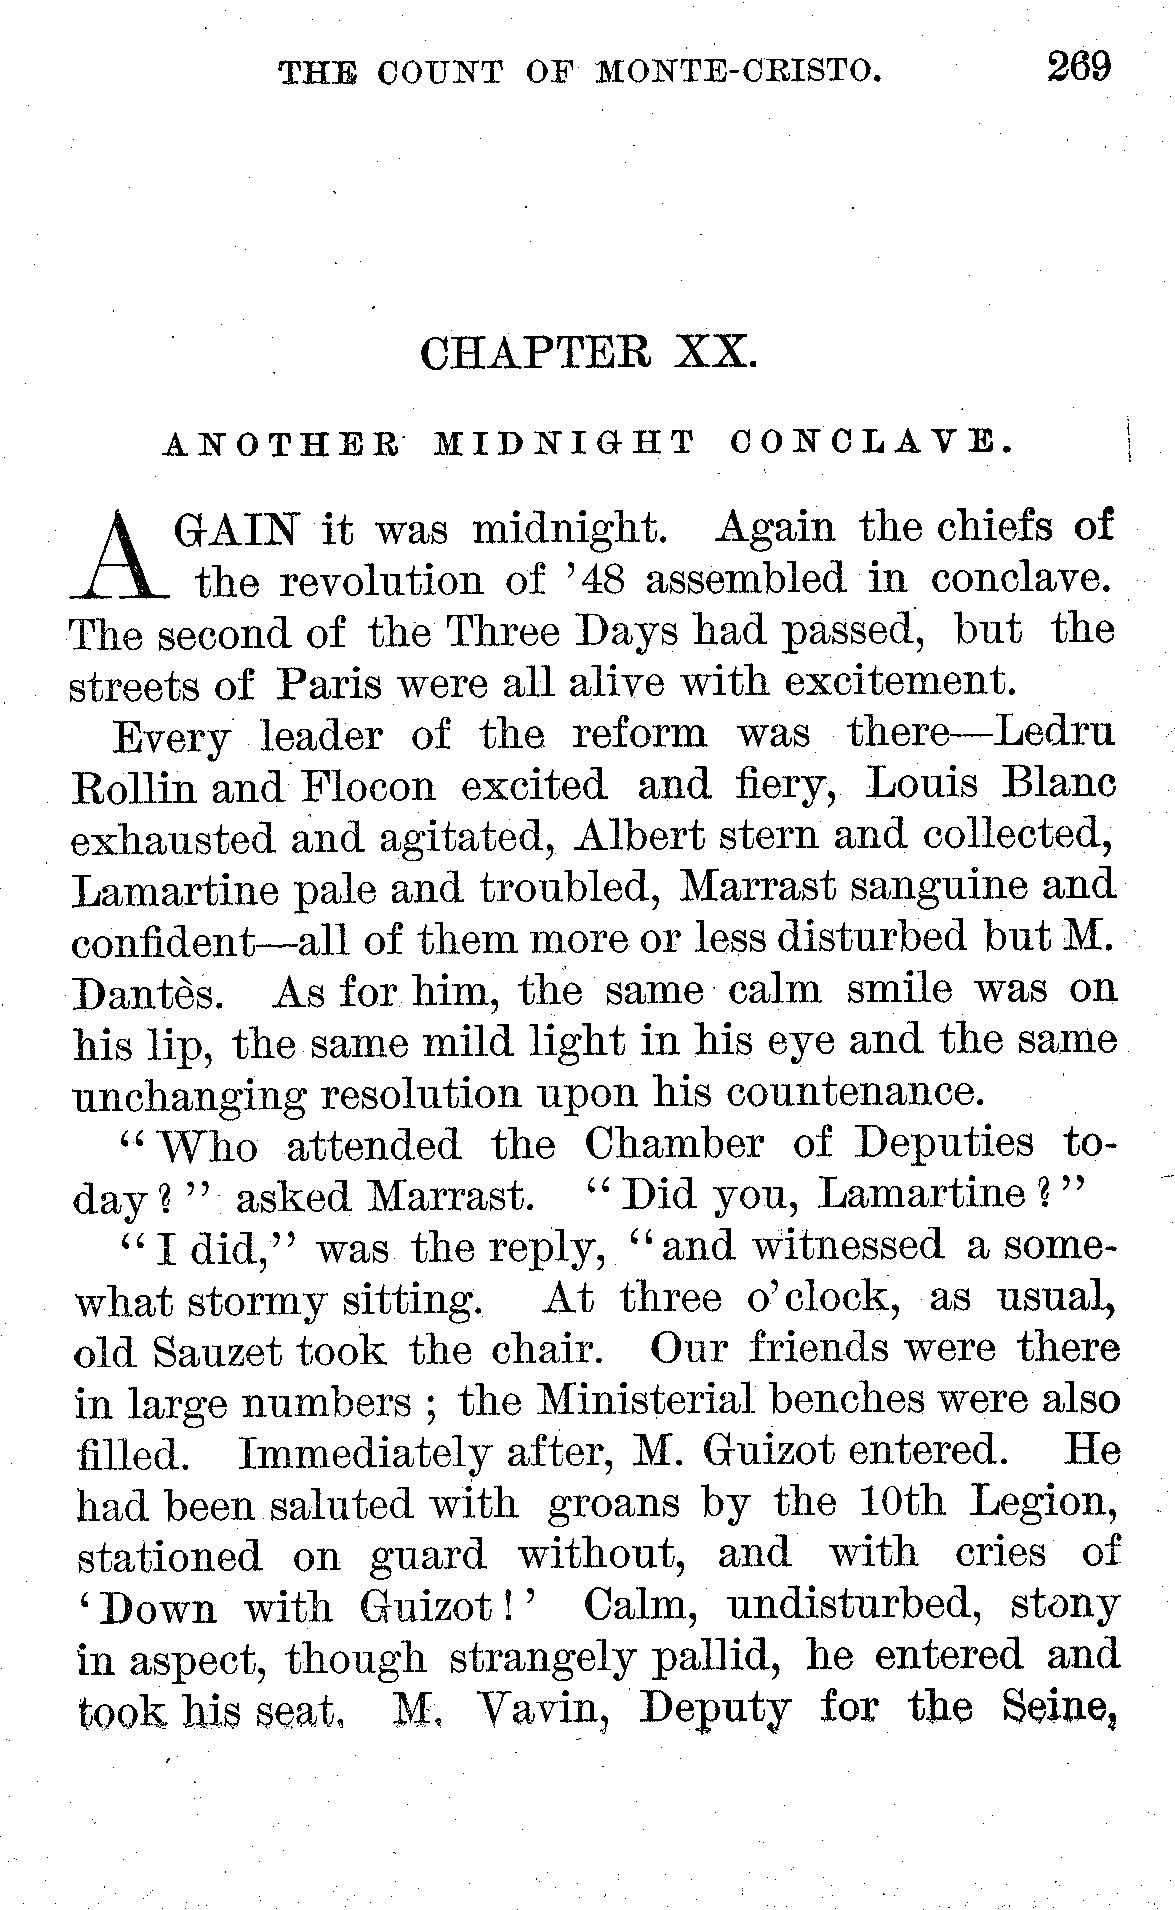 THE COUNT OF MONTE-CRISTO. 269
CHAPTER XX.
ANOTHER MIDNIGHT CONCLAVE.
AGAIN it was midnight. Again the chiefs of
the revolution of ’48 assembled in conclave.
The second of the Three Days had passed, but the
streets of Paris were all alive with excitement.
Every leader of the reform was there—Ledru
Rollin and Flocon excited and fiery, Louis Blanc
exhausted and agitated, Albert stern and collected,
Lamartine pale and troubled, Marrast sanguine and
confident—all of them more or less disturbed but M.
Dantès. As for him, the same calm smile was on
his lip, the same mild light in his eye and the same
unchanging resolution upon his countenance.
“Who attended the Chamber of Deputies to-
day?” asked Marrast. “Did you, Lamartine?”
“I did,” was the reply, “and witnessed a some-
what stormy sitting. At three o’clock, as usual,
old Sauzet took the chair. Our friends were there
in large numbers; the Ministerial benches were also
filled. Immediately after, M. Guizot entered. He
had been saluted with groans by the 10th Legion,
stationed on guard without, and with cries of
‘Down with Guizot!’ Calm, undisturbed, stony
in aspect, though strangely pallid, he entered and
took his seat. M. Vavin, Deputy for the Seine,